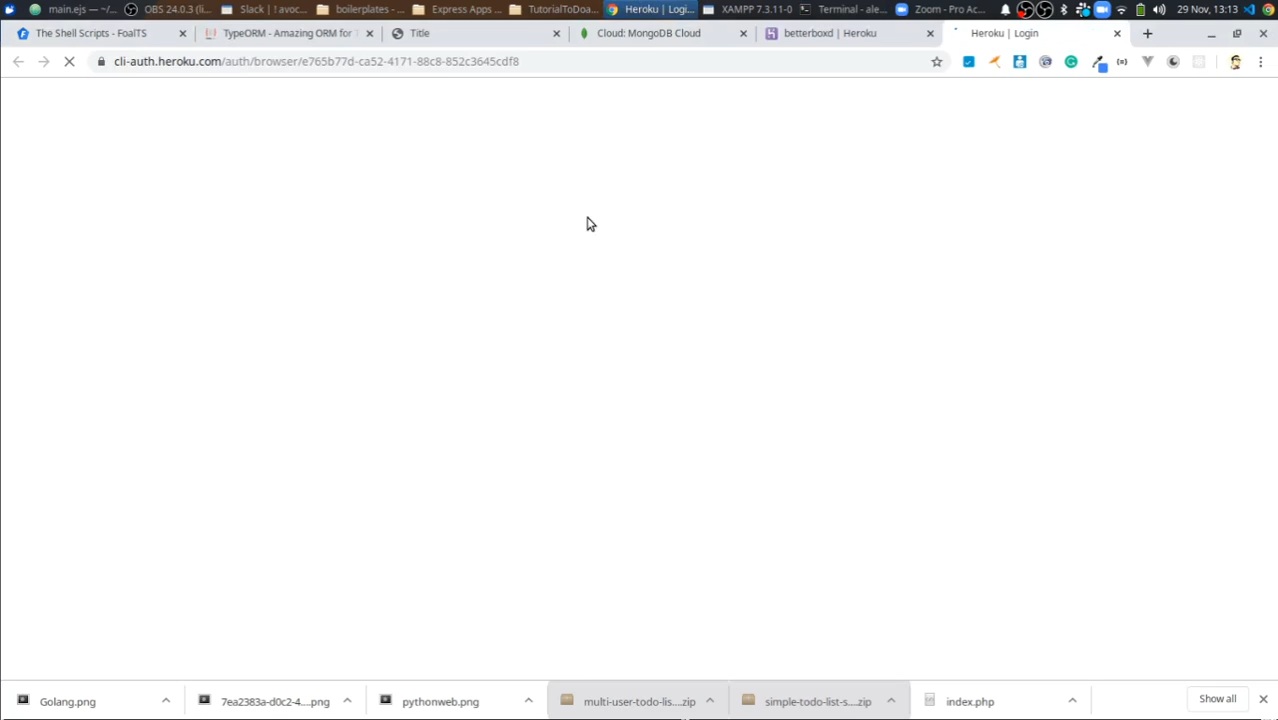 main.ejs — ~/... OBS 24.0.3 (li... Slack | ! avoc... boilerplates - ... Express Apps ... TutorialToDoa... Heroku | Logi... XAMPP 7.3.11-0 Terminal - ale... Zoom - Pro Ac... 29 Nov, 13:13
The Shell Scripts - FoalTS TypeORM - Amazing ORM for T Title Cloud: MongoDB Cloud betterboxd | Heroku Heroku | Login
cli-auth.heroku.com/auth/browser/e765b77d-ca52-4171-88c8-852c3645cdf8
Golang.png 7ea2383a-d0c2-4....png pythonweb.png multi-user-todo-lis....zip simple-todo-list-s....zip index.php Show all